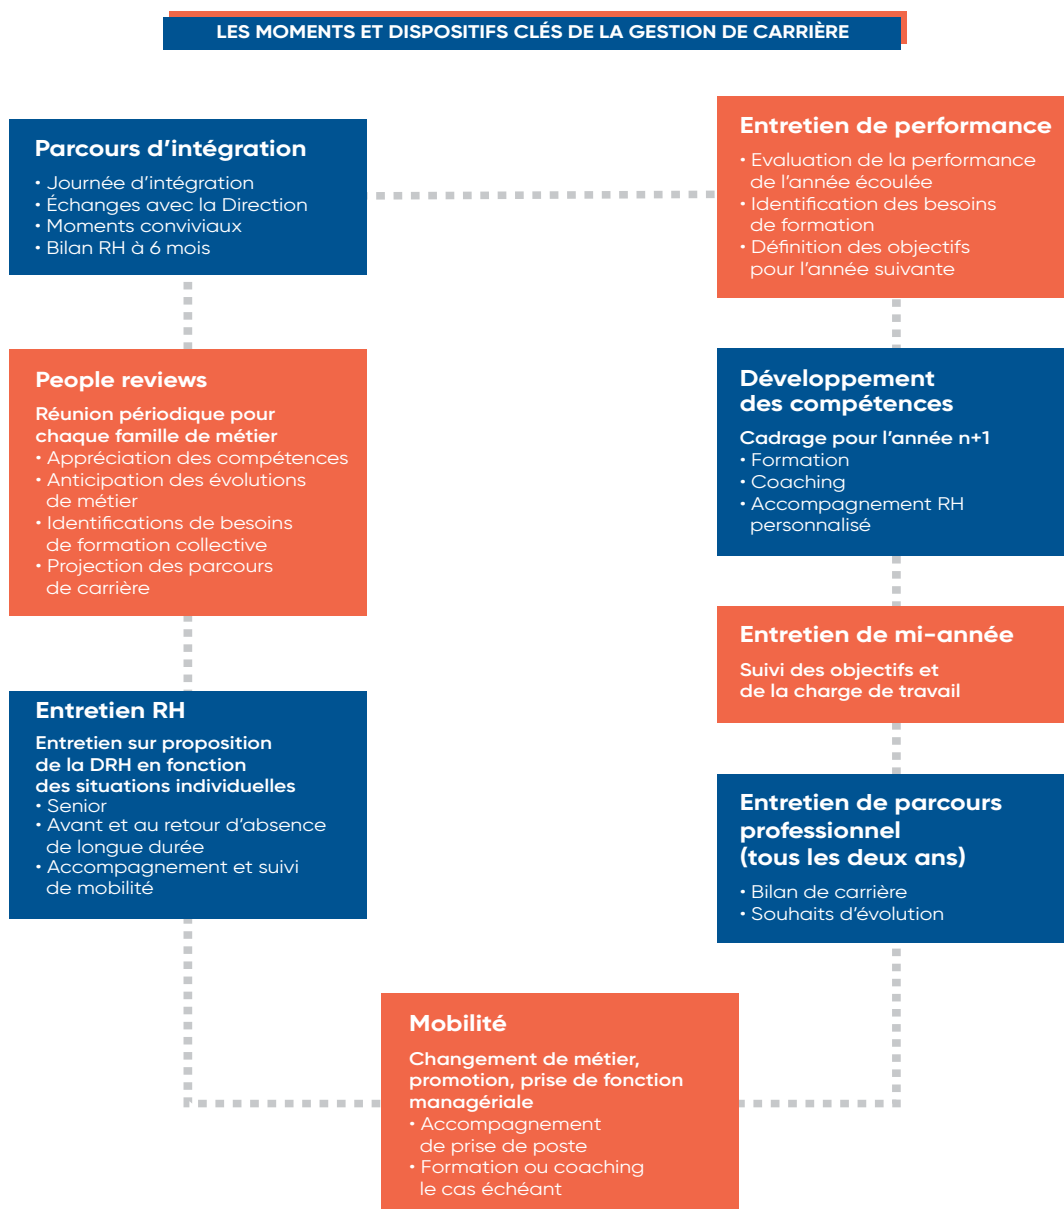 LES MOMENTS ET DISPOSITIFS CLÉS DE LA GESTION DE CARRIÈRE
Parcours d'intégration
• Journée d'intégration
• Échanges avec la Direction
• Moments conviviaux
• Bilan RH à 6 mois
Entretien de performance
• Evaluation de la performance
de l'année écoulée
• Identification des besoins
de formation
• Définition des objectifs
pour l'année suivante
People reviews
Réunion périodique pour
chaque famille de métier
• Appréciation des compétences
• Anticipation des évolutions
de métier
• Identifications de besoins
de formation collective
• Projection des parcours
de carrière
Développement
des compétences
Cadrage pour l'année n+1
• Formation
• Coaching
• Accompagnement RH
personnalisé
Entretien de mi-année
Suivi des objectifs et
de la charge de travail
Entretien RH
Entretien sur proposition
de la DRH en fonction
des situations individuelles
• Senior
• Avant et au retour d'absence
de longue durée
• Accompagnement et suivi
de mobilité
Entretien de parcours
professionnel
(tous les deux ans)
• Bilan de carrière
• Souhaits d'évolution
Mobilité
Changement de métier,
promotion, prise de fonction
managériale
• Accompagnement
de prise de poste
• Formation ou coaching
le cas échéant